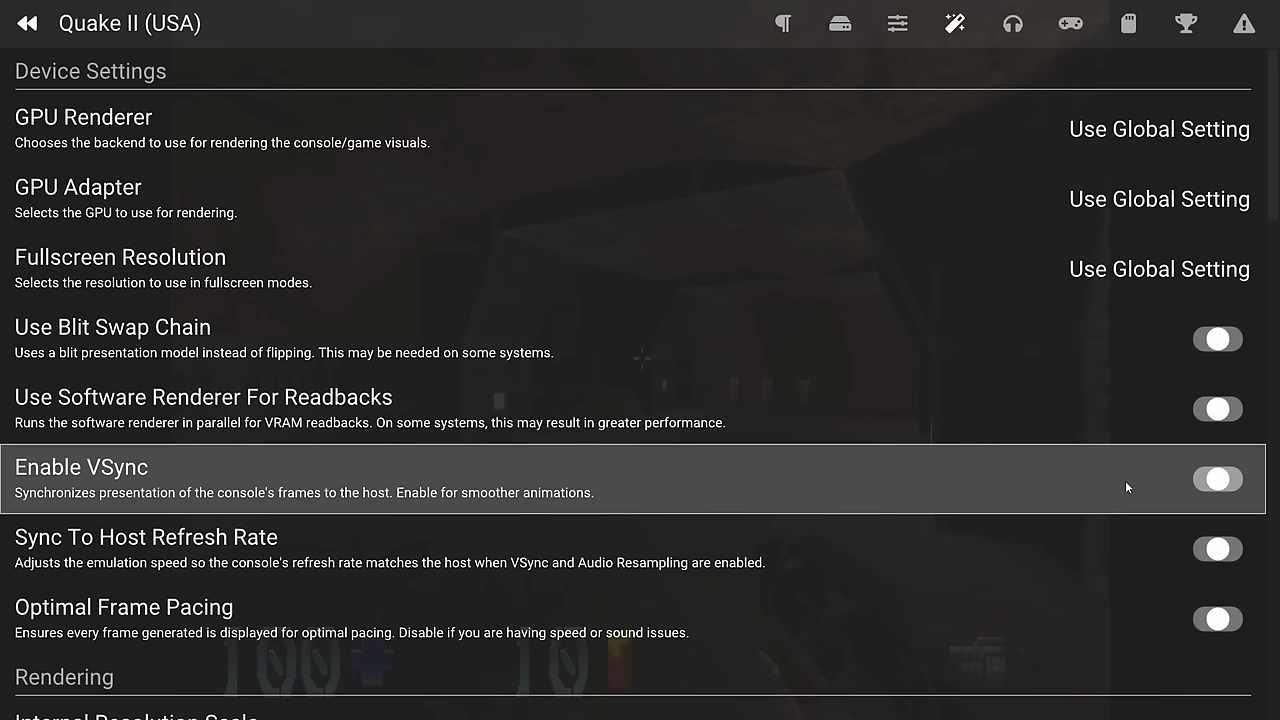 Quake II (USA)
Device Settings
GPU Renderer
Chooses the backend to use for rendering the console/game visuals.
Use Global Setting
GPU Adapter
Selects the GPU to use for rendering.
Use Global Setting
Fullscreen Resolution
Selects the resolution to use in fullscreen modes.
Use Global Setting
Use Blit Swap Chain
Uses a blit presentation model instead of flipping. This may be needed on some systems.
Use Software Renderer For Readbacks
Runs the software renderer in parallel for VRAM readbacks. On some systems, this may result in greater performance.
Enable VSync
Synchronizes presentation of the console's frames to the host. Enable for smoother animations.
Sync To Host Refresh Rate
Adjusts the emulation speed so the console's refresh rate matches the host when VSync and Audio Resampling are enabled.
Optimal Frame Pacing
Ensures every frame generated is displayed for optimal pacing. Disable if you are having speed or sound issues.
100
10
Rendering
Internal Resolution Scale